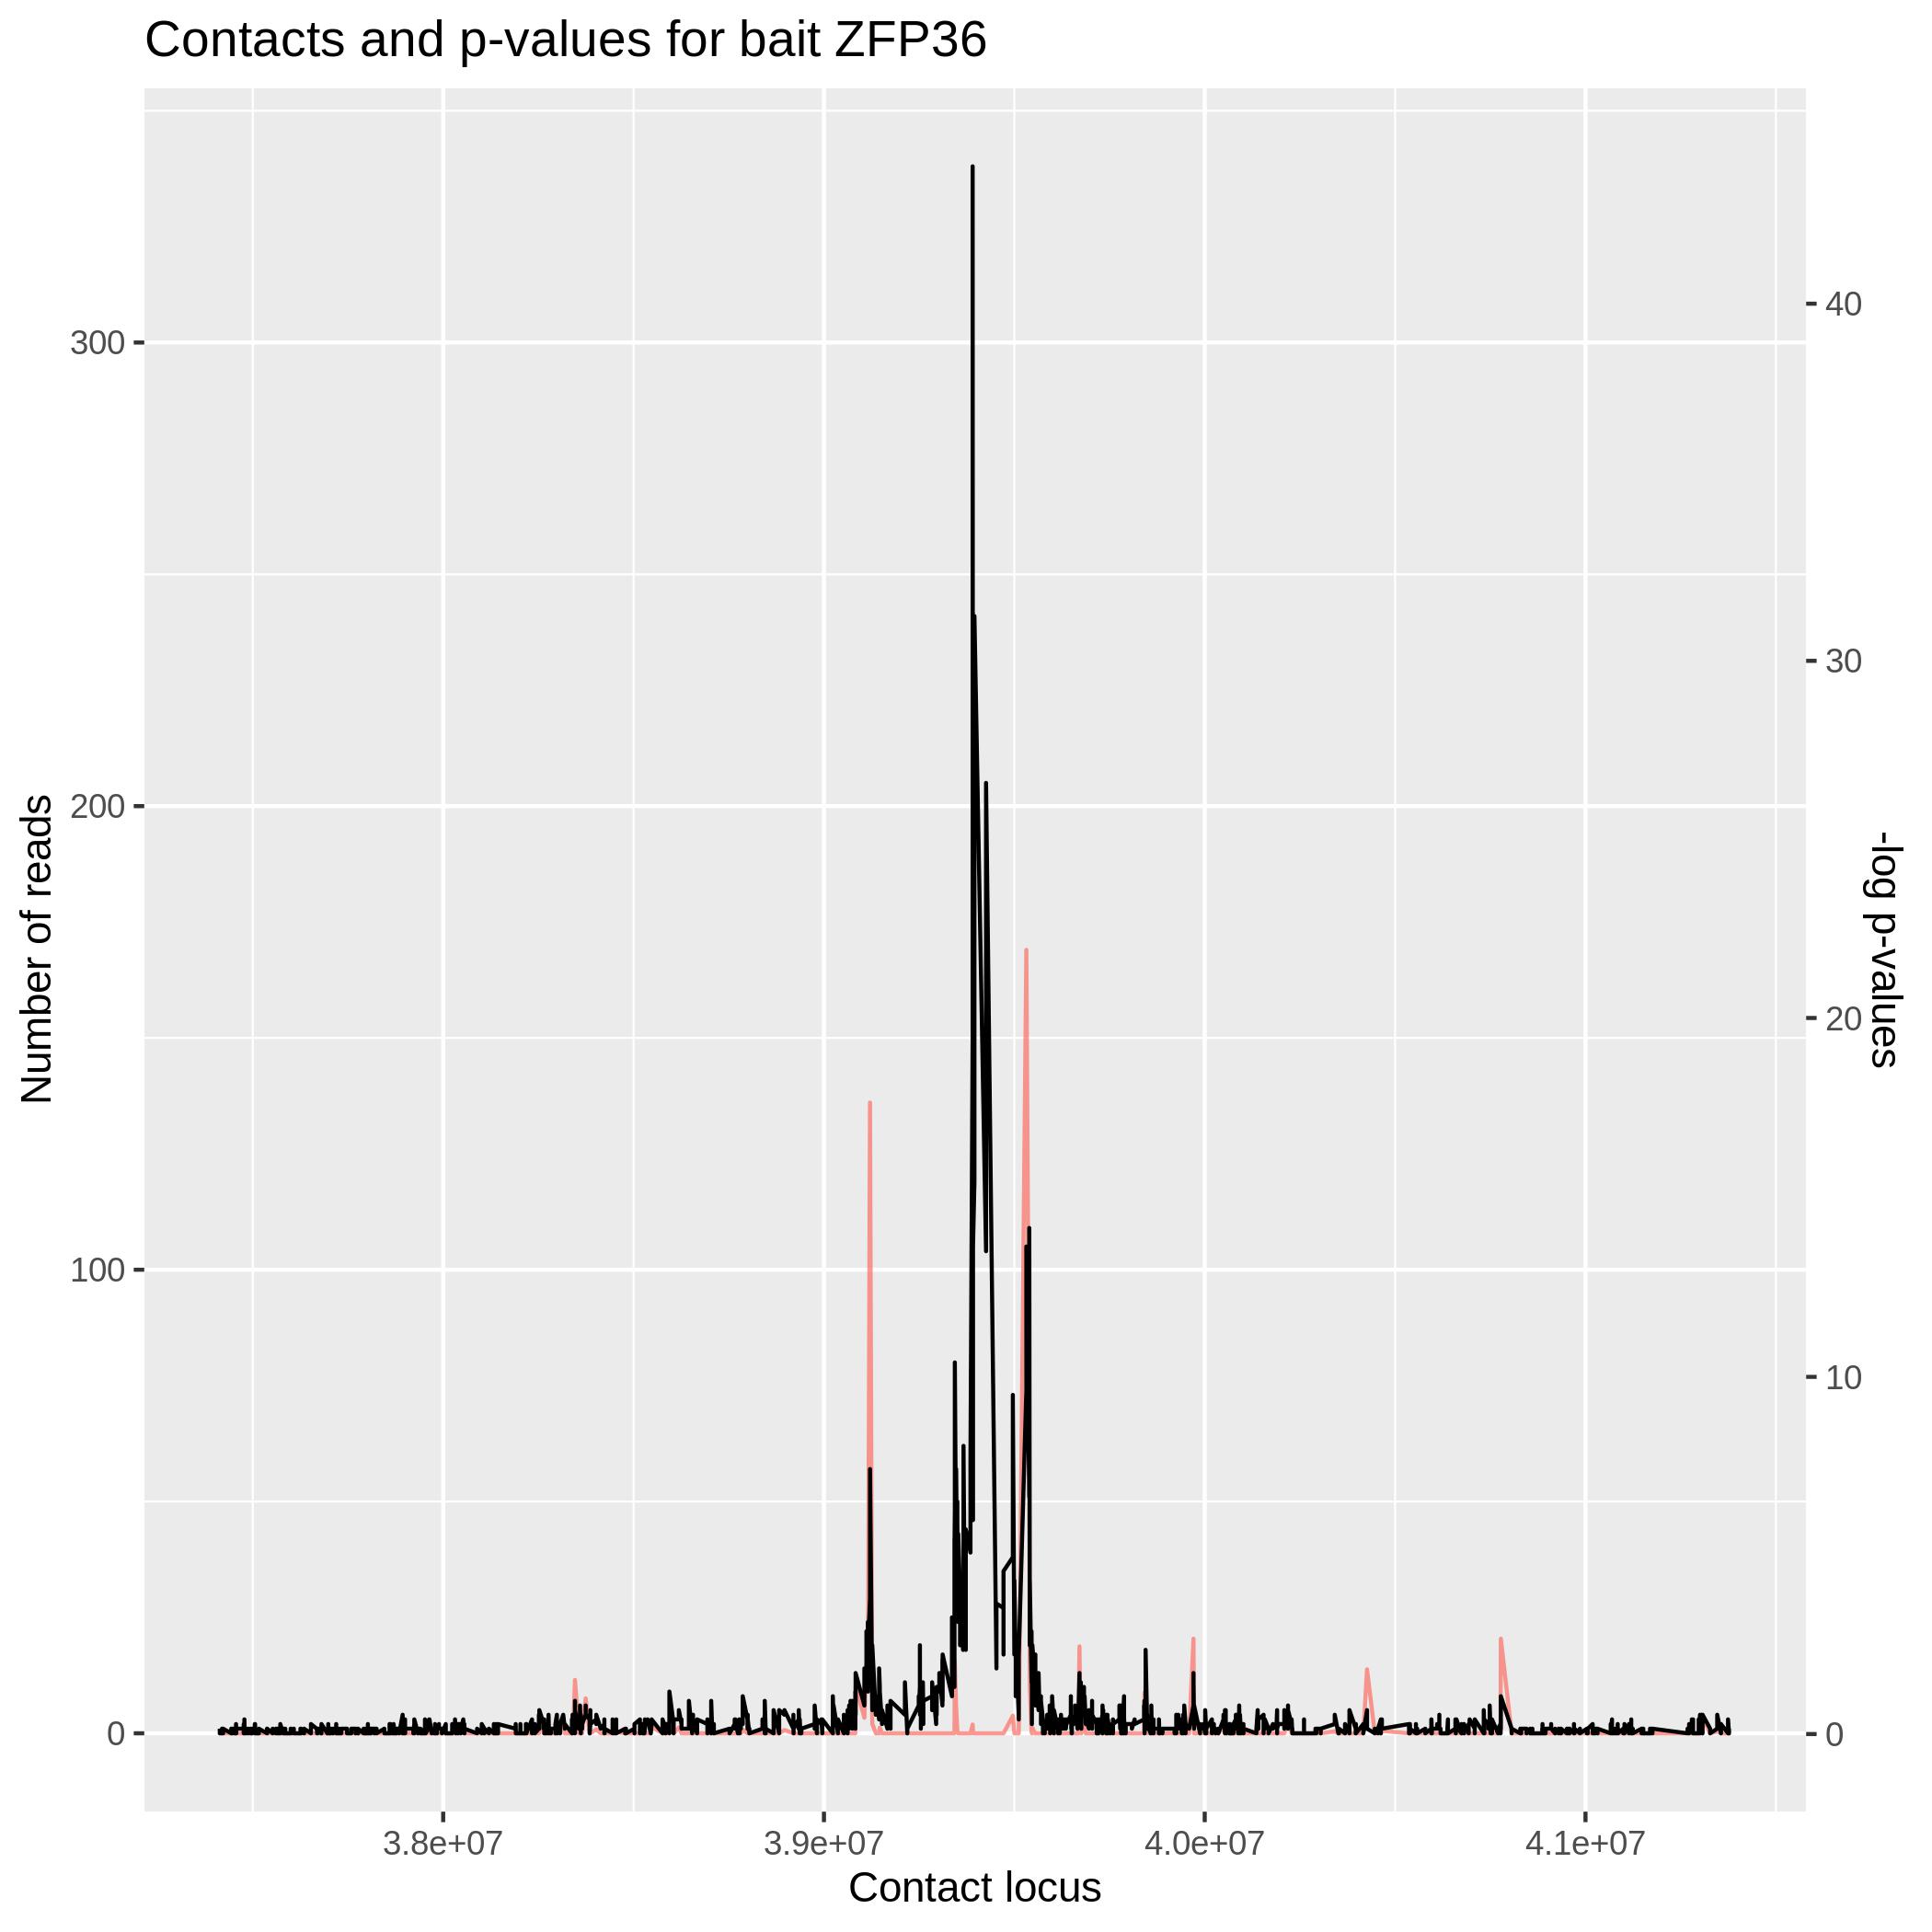 Contacts and p-values for bait ZFP36
Number of reads
300
200
100
0
40
30
20
10
0
-log p-values
3.8e+07 3.9e+07 4.0e+07 4.1e+07
Contact locus